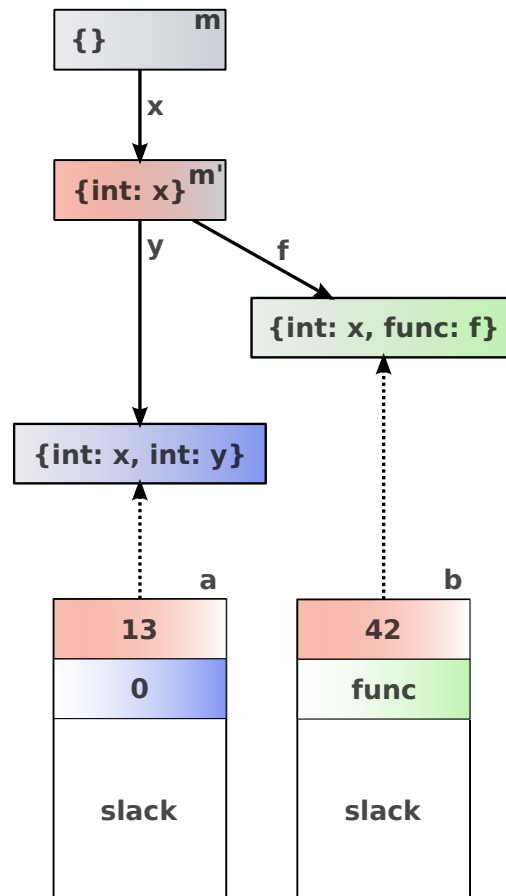 {}
m
x
{int: x}
m'
y
f
{int: x, func: f}
{int: x, int: y}
a
b
13
42
0
func
slack
slack